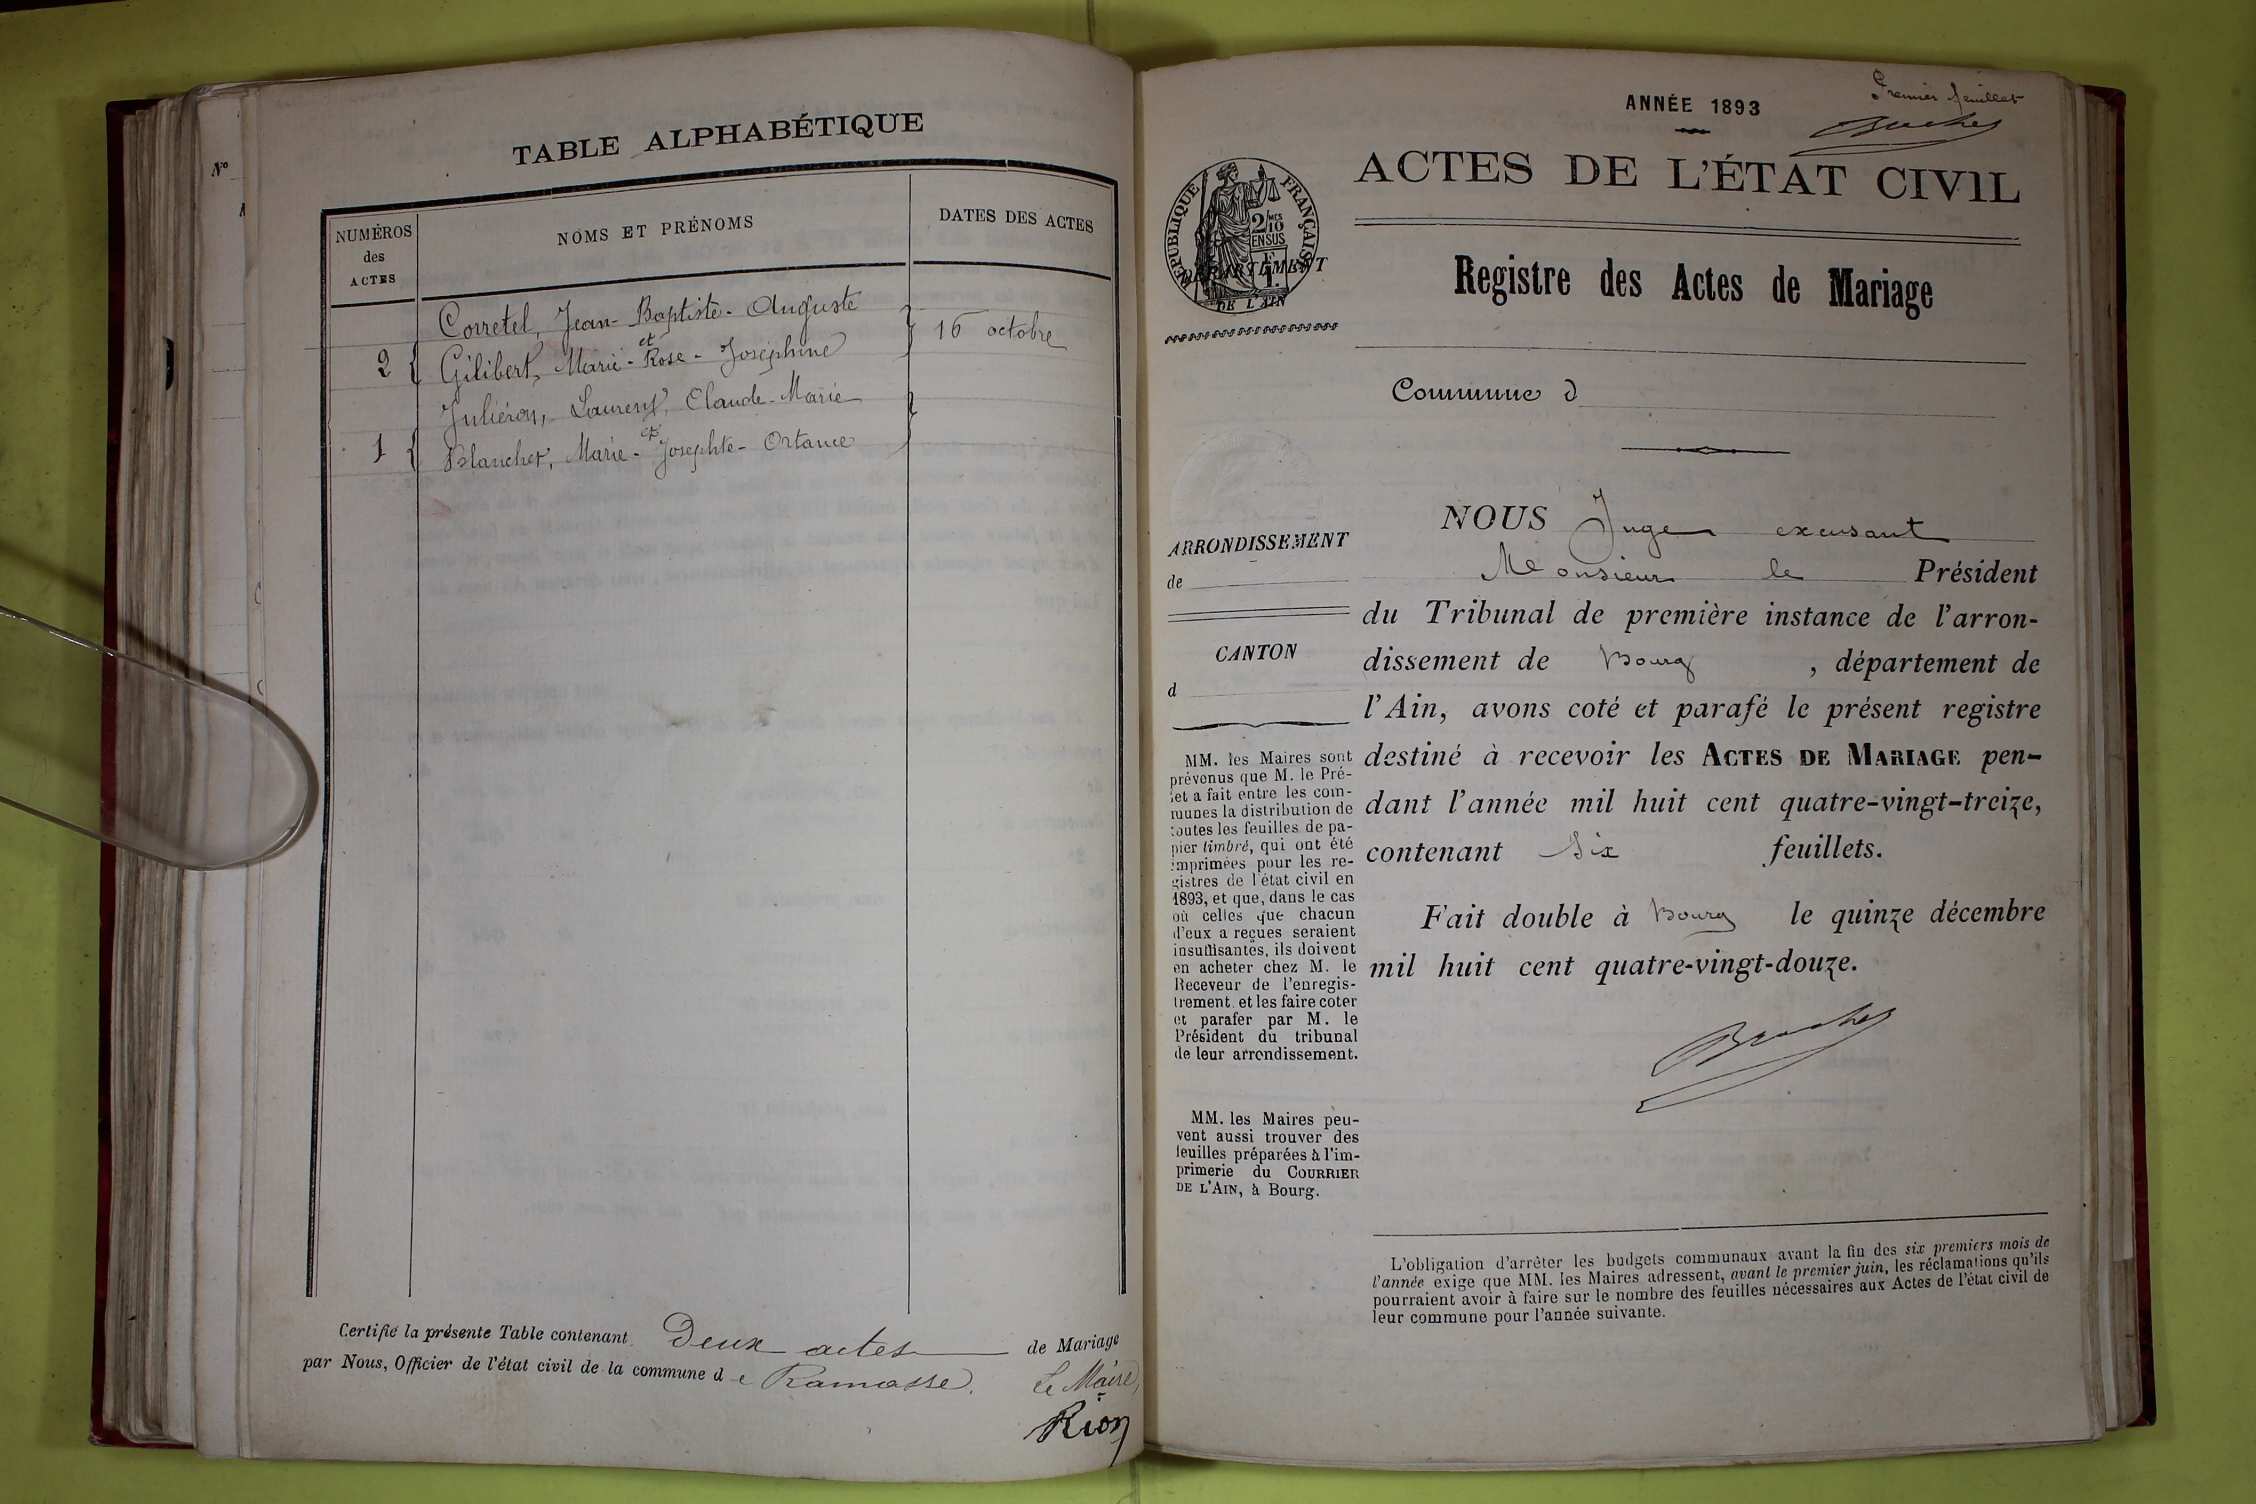 TABLE ALPHABÉTIQUE
NUMÉROS
des
ACTES
NOMS ET PRÉNOMS
DATES DES ACTES
Corretel, Jean-Baptiste-Auguste
et
2 { Gilibert, Marie-Rose-Joséphine } 16 octobre
Juliéron, Laurent, Claude-Marie
et
1 { Blanchet, Marie-Josephte-Ortance }
Certifié la présente Table contenant Deux actes de Mariage
par Nous, Officier de l'état civil de la commune de Ramasse.
Le Maire,
Rion
Nº
Premier feuillet
ANNÉE 1893
ACTES DE L'ÉTAT CIVIL
RÉPUBLIQUE FRANÇAISE
2/10 MES
EN SUS
1 F.
DÉPARTEMENT
DE L'AIN
Registre des Actes de Mariage
Commune d
ARRONDISSEMENT
de
CANTON
d
NOUS Juge excusant
Monsieur le Président
du Tribunal de première instance de l'arron-
dissement de Bourg, département de
l'Ain, avons coté et parafé le présent registre
destiné à recevoir les ACTES DE MARIAGE pen-
dant l'année mil huit cent quatre-vingt-treize,
contenant Six feuillets.
Fait double à Bourg le quinze décembre
mil huit cent quatre-vingt-douze.
MM. les Maires sont
prévenus que M. le Pré-
fet a fait entre les com-
munes la distribution de
toutes les feuilles de pa-
pier timbré, qui ont été
imprimées pour les re-
gistres de l'état civil en
1893, et que, dans le cas
où celles que chacun
d'eux a reçues seraient
insuffisantes, ils doivent
en acheter chez M. le
Receveur de l'enregis-
trement et les faire coter
et parafer par M. le
Président du tribunal
de leur arrondissement.
MM. les Maires peu-
vent aussi trouver des
feuilles préparées à l'im-
primerie du COURRIER
DE L'AIN, à Bourg.
L'obligation d'arrêter les budgets communaux avant la fin des six premiers mois de
l'année exige que MM. les Maires adressent, avant le premier juin, les réclamations qu'ils
pourraient avoir à faire sur le nombre des feuilles nécessaires aux Actes de l'état civil de
leur commune pour l'année suivante.